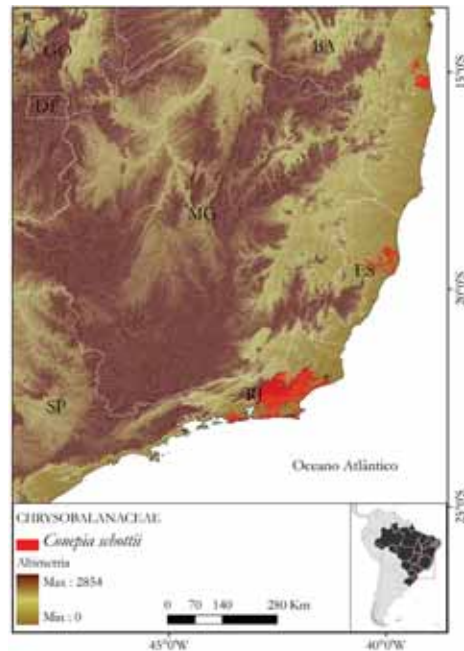 GO
BA
15°0'S
DF
MG
ES
20°0'S
RJ
SP
Oceano Atlântico
25°0'S
CHRYSOBALANACEAE
Couepia schottii
Altimetria
Max : 2854
Min : 0
0 70 140 280 Km
45°0'W 40°0'W